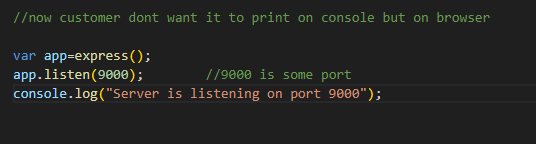 //now customer dont want it to print on console but on browser
var app=express();
app.listen(9000);        //9000 is some port
console.log("Server is listening on port 9000");